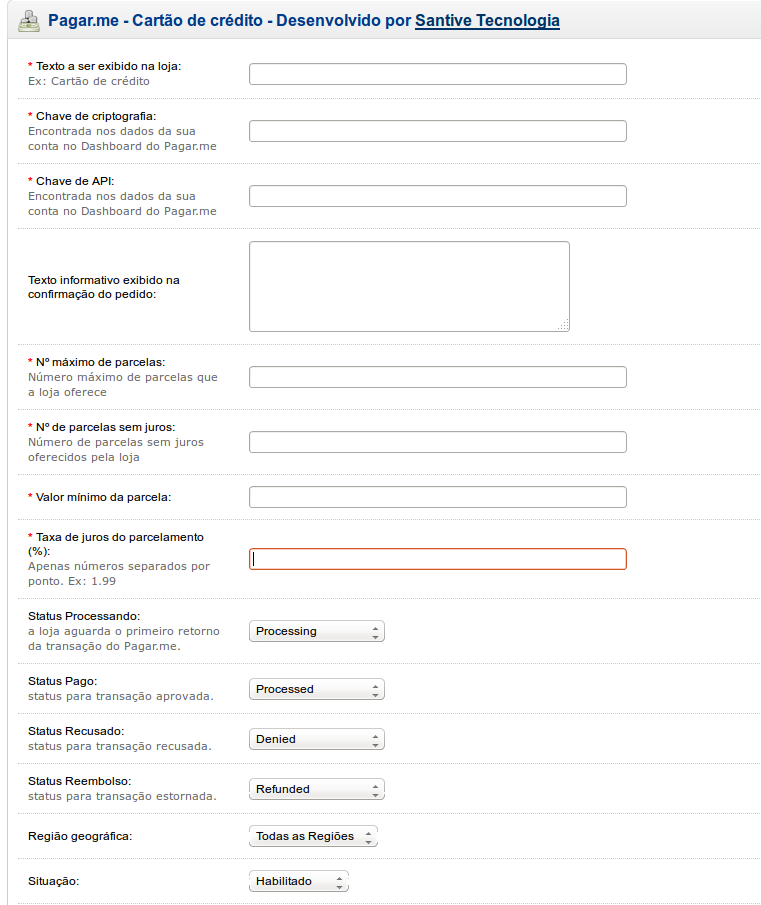 Pagar.me - Cartão de crédito - Desenvolvido por Santive Tecnologia
* Texto a ser exibido na loja:
Ex: Cartão de crédito
* Chave de criptografia:
Encontrada nos dados da sua
conta no Dashboard do Pagar.me
* Chave de API:
Encontrada nos dados da sua
conta no Dashboard do Pagar.me
Texto informativo exibido na
confirmação do pedido:
* Nº máximo de parcelas:
Número máximo de parcelas que
a loja oferece
* Nº de parcelas sem juros:
Número de parcelas sem juros
oferecidos pela loja
* Valor mínimo da parcela:
* Taxa de juros do parcelamento
(%):
Apenas números separados por
ponto. Ex: 1.99
Status Processando:
a loja aguarda o primeiro retorno
da transação do Pagar.me.
Processing
Status Pago:
status para transação aprovada.
Processed
Status Recusado:
status para transação recusada.
Denied
Status Reembolso:
status para transação estornada.
Refunded
Região geográfica:
Todas as Regiões
Situação:
Habilitado